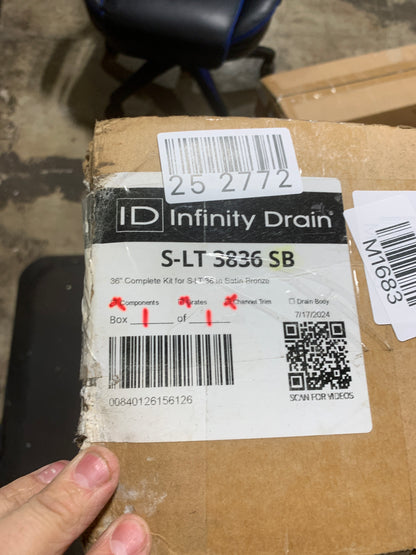 25 2772
ID Infinity Drain®
S-LT 3836 SB
36" Complete Kit for S-LT 36 in Satin Bronze
Components Grates Channel Trim Drain Body
Box 1 of 1
7/17/2024
00840126156126
SCAN FOR VIDEOS
M1683